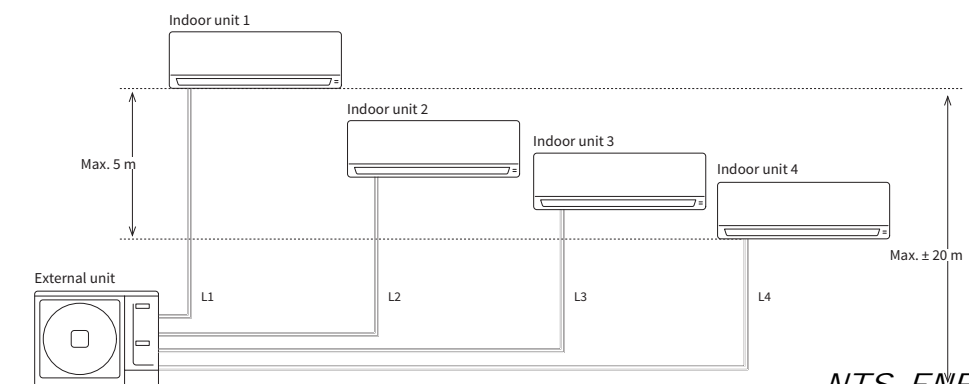 Indoor unit 1
Indoor unit 2
Indoor unit 3
Indoor unit 4
Max. 5 m
Max. ± 20 m
External unit
L1
L2
L3
L4
NTS